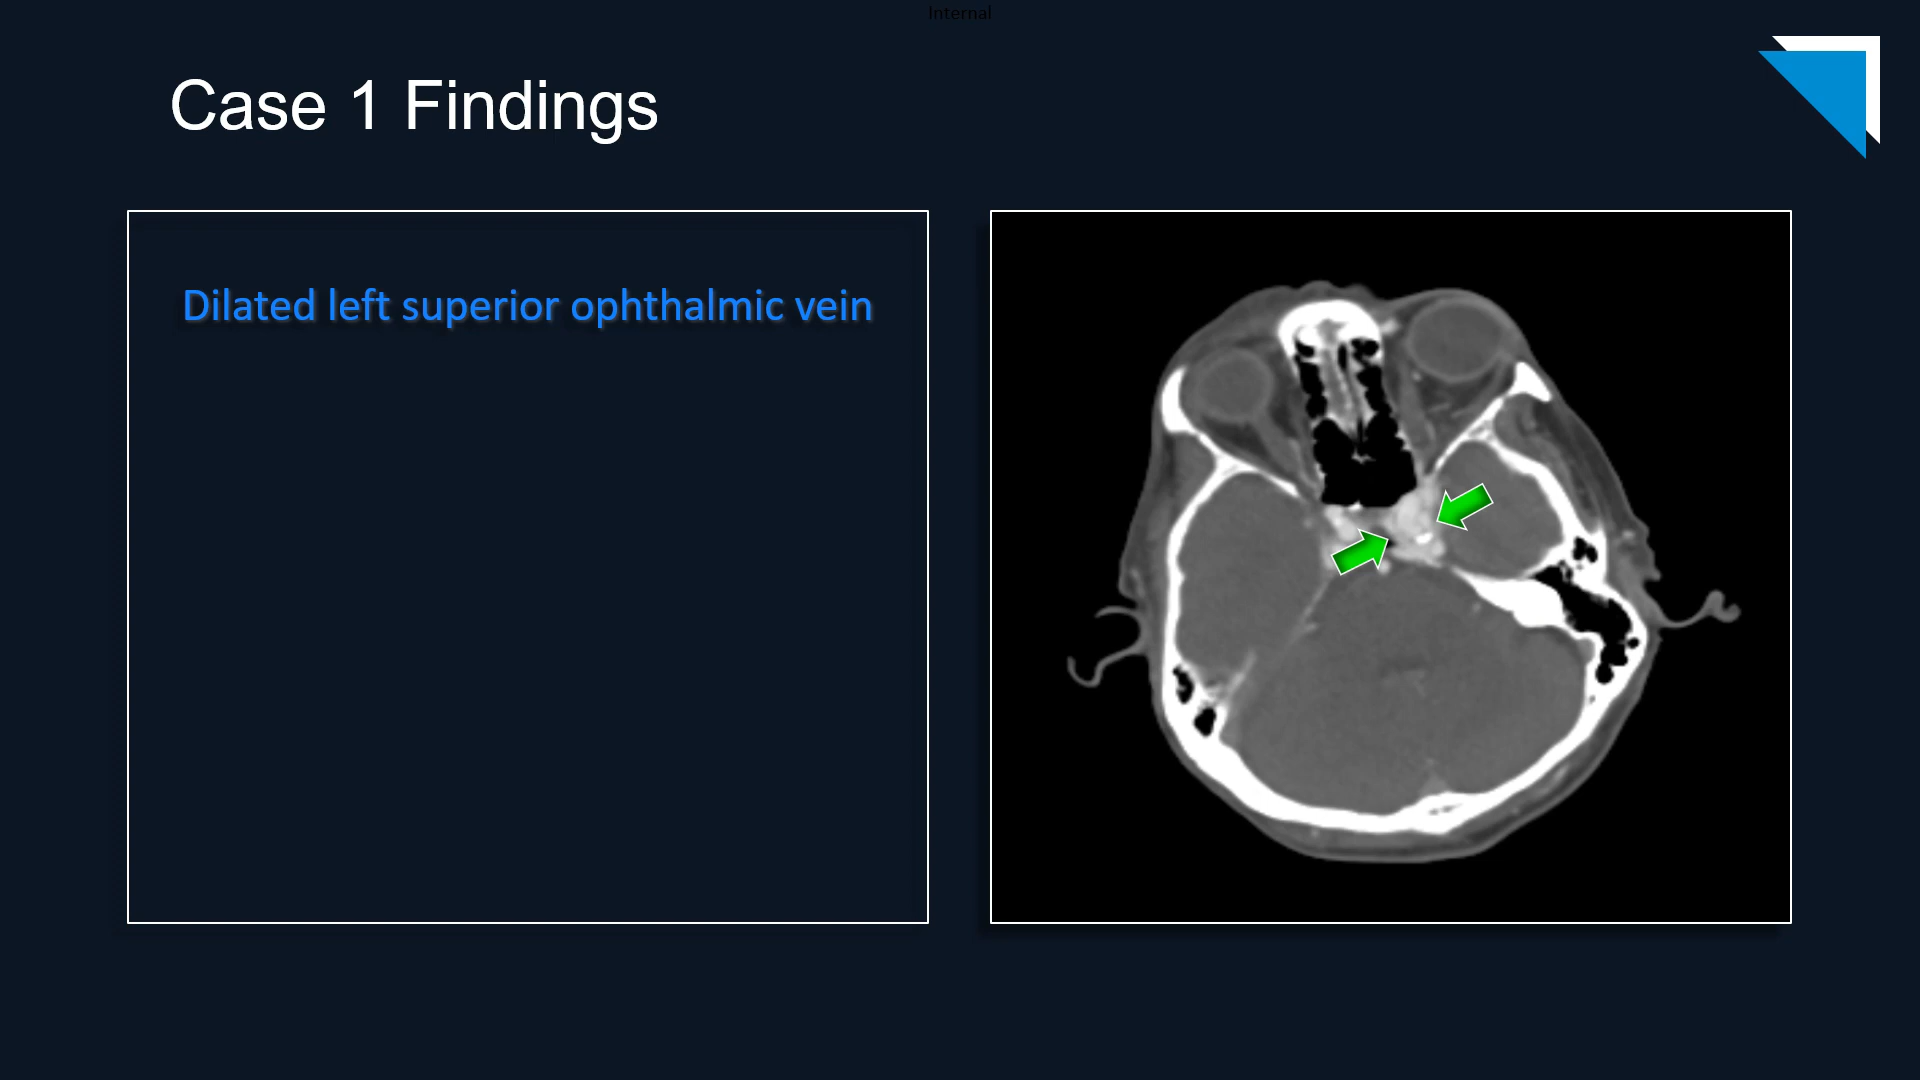 Internal
Case 1 Findings
Dilated left superior ophthalmic vein